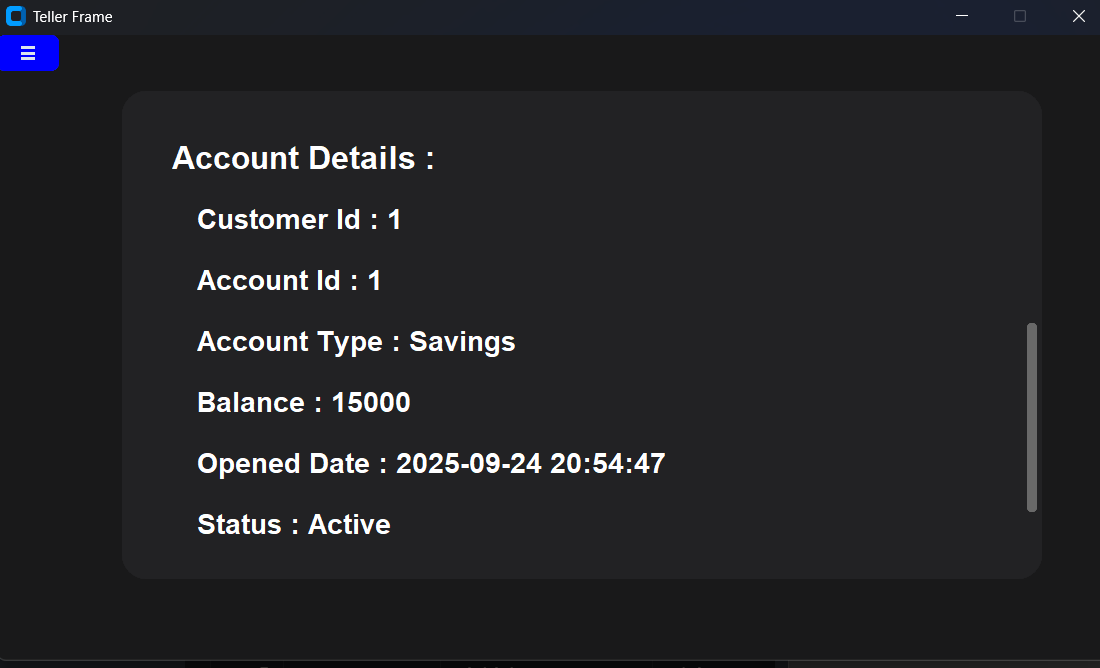 Teller Frame
Account Details :
Customer Id : 1
Account Id : 1
Account Type : Savings
Balance : 15000
Opened Date : 2025-09-24 20:54:47
Status : Active